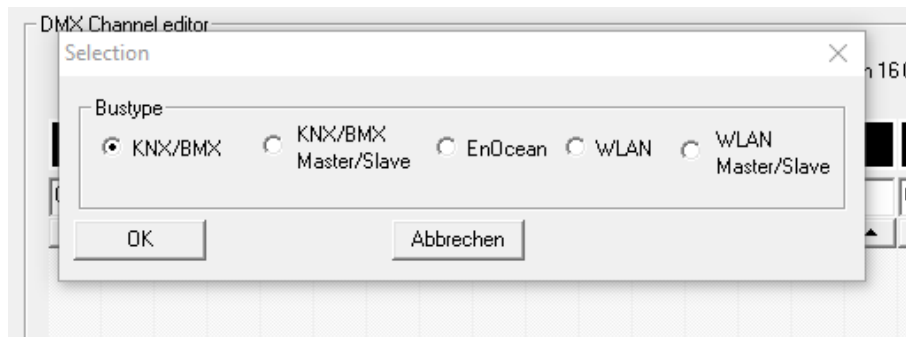 DMX Channel editor
Selection
n 16
Bustype
KNX/BMX
KNX/BMX
Master/Slave
EnOcean
WLAN
WLAN
Master/Slave
OK
Abbrechen